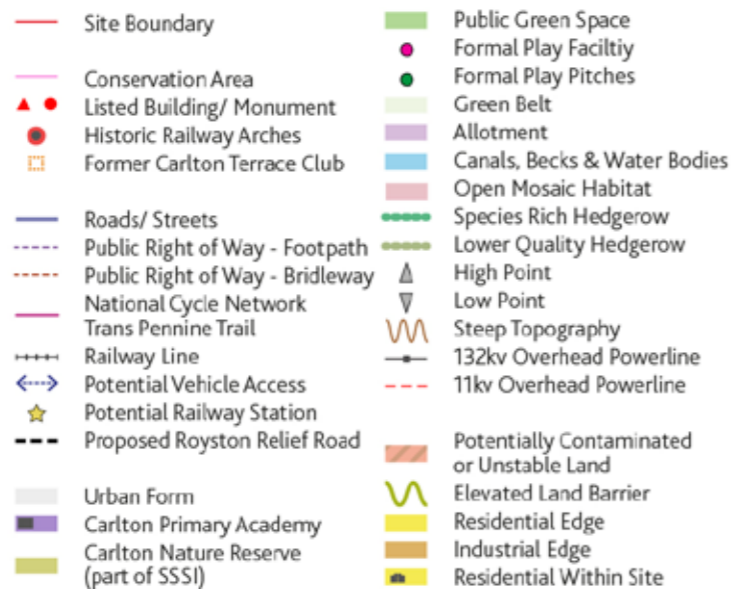 Site Boundary
Conservation Area
Listed Building/ Monument
Historic Railway Arches
Former Carlton Terrace Club
Roads/ Streets
Public Right of Way - Footpath
Public Right of Way - Bridleway
National Cycle Network
Trans Pennine Trail
Railway Line
Potential Vehicle Access
Potential Railway Station
Proposed Royston Relief Road
Urban Form
Carlton Primary Academy
Carlton Nature Reserve
(part of SSSI)
Public Green Space
Formal Play Faciltiy
Formal Play Pitches
Green Belt
Allotment
Canals, Becks & Water Bodies
Open Mosaic Habitat
Species Rich Hedgerow
Lower Quality Hedgerow
High Point
Low Point
Steep Topography
132kv Overhead Powerline
11kv Overhead Powerline
Potentially Contaminated
or Unstable Land
Elevated Land Barrier
Residential Edge
Industrial Edge
Residential Within Site